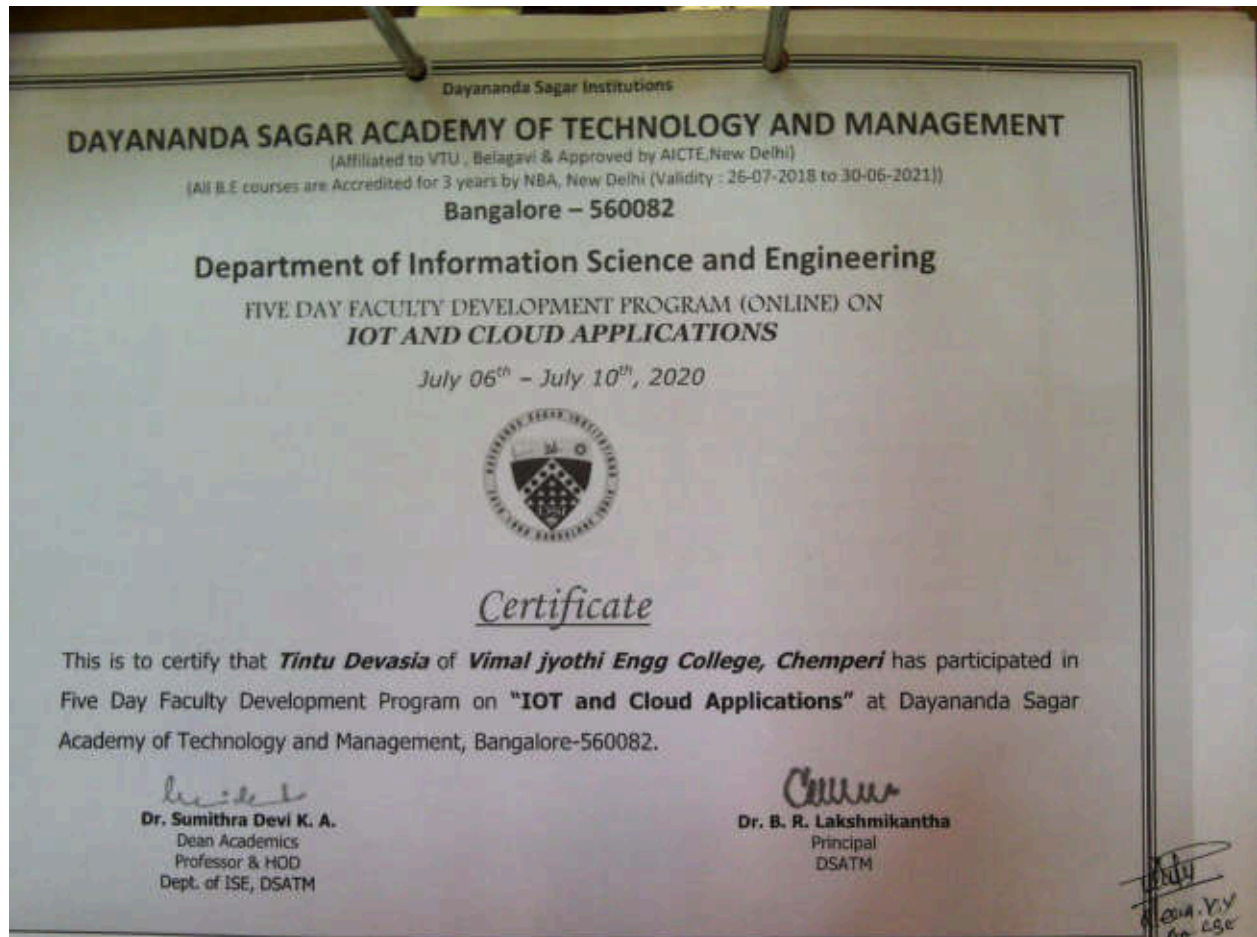 Dayananda Sagar Institutions
DAYANANDA SAGAR ACADEMY OF TECHNOLOGY AND MANAGEMENT
(Affiliated to VTU , Belagavi & Approved by AICTE,New Delhi)
(All B.E courses are Accredited for 3 years by NBA, New Delhi (Validity : 26-07-2018 to 30-06-2021))
Bangalore – 560082
Department of Information Science and Engineering
FIVE DAY FACULTY DEVELOPMENT PROGRAM (ONLINE) ON
IOT AND CLOUD APPLICATIONS
July 06th – July 10th, 2020
Certificate
This is to certify that Tintu Devasia of Vimal jyothi Engg College, Chemperi has participated in
Five Day Faculty Development Program on "IOT and Cloud Applications" at Dayananda Sagar
Academy of Technology and Management, Bangalore-560082.
Dr. Sumithra Devi K. A.
Dean Academics
Professor & HOD
Dept. of ISE, DSATM
Dr. B. R. Lakshmikantha
Principal
DSATM